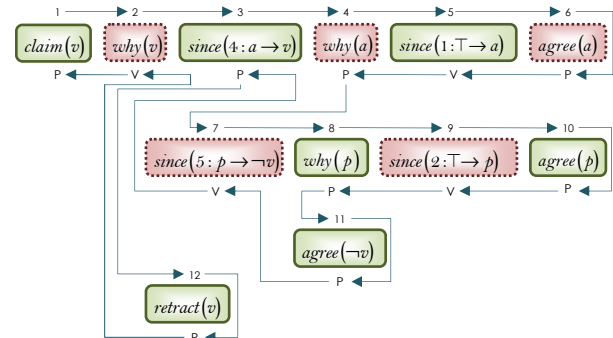 1 2 3 4 5 6
claim(v) why(v) since(4: a → v) why(a) since(1:⊤→ a) agree(a)
P V P P V P
7 8 9 10
since(5: p → ¬v) why(p) since(2:⊤→ p) agree(p)
V P V P
11
agree(¬v)
P
12
retract(v)
P